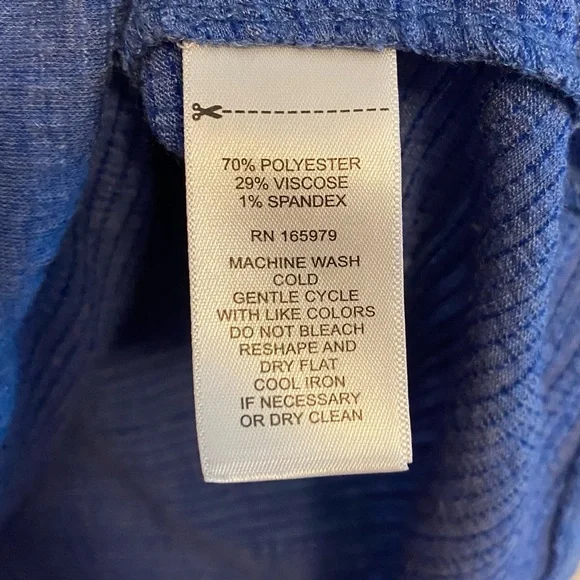 70% POLYESTER
29% VISCOSE
1% SPANDEX
RN 165979
MACHINE WASH
COLD
GENTLE CYCLE
WITH LIKE COLORS
DO NOT BLEACH
RESHAPE AND
DRY FLAT
COOL IRON
IF NECESSARY
OR DRY CLEAN